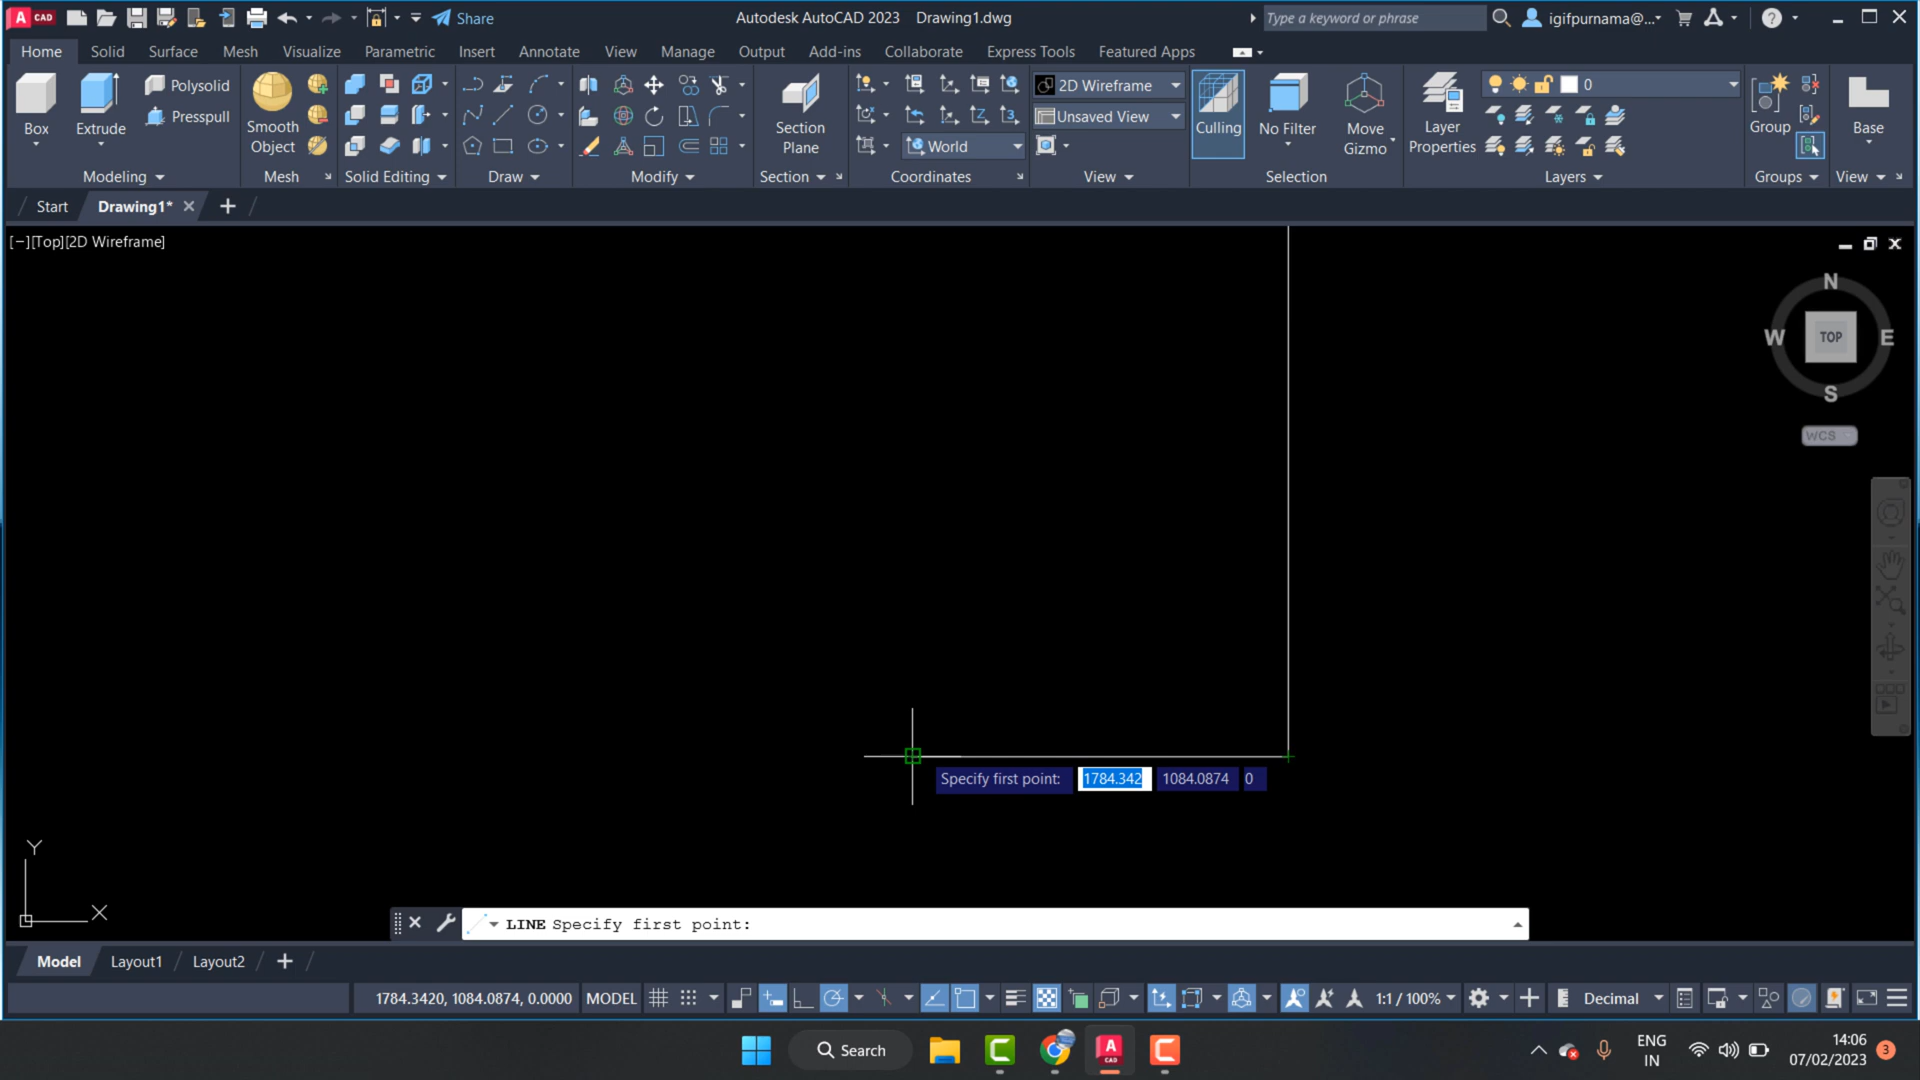 A CAD
Share
Autodesk AutoCAD 2023 Drawing1.dwg
Type a keyword or phrase
igifpurnama@...
Home Solid Surface Mesh Visualize Parametric Insert Annotate View Manage Output Add-ins Collaborate Express Tools Featured Apps
Box
Extrude
Polysolid
Presspull
Smooth
Object
Section
Plane
World
2D Wireframe
Unsaved View
Culling
No Filter
Move
Gizmo
Layer
Properties
0
Group
Base
Modeling Mesh Solid Editing Draw Modify Section Coordinates View Selection Layers Groups View
Start Drawing1*
[−][Top][2D Wireframe]
N
W TOP E
S
WCS
Specify first point: 1784.342 1084.0874 0
Y
X
LINE Specify first point:
Model Layout1 Layout2
1784.3420, 1084.0874, 0.0000 MODEL 1:1 / 100% Decimal
Search
ENG
IN
14:06
07/02/2023
3